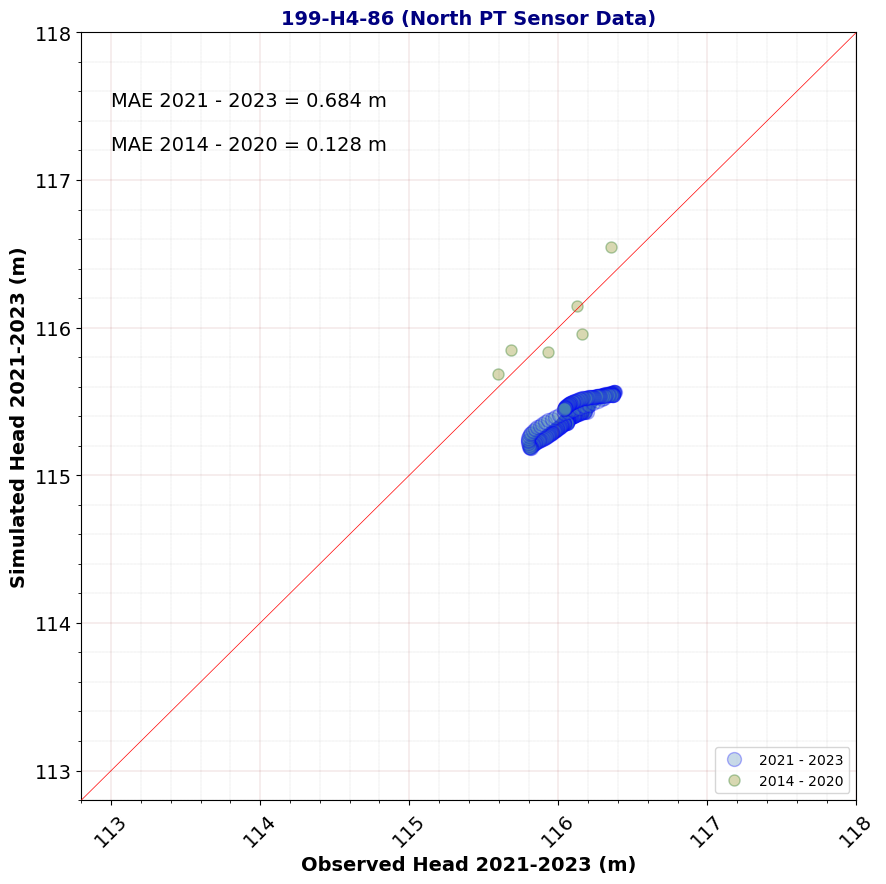 199-H4-86 (North PT Sensor Data)
118
117
116
115
114
113
Simulated Head 2021-2023 (m)
MAE 2021 - 2023 = 0.684 m
MAE 2014 - 2020 = 0.128 m
2021 - 2023
2014 - 2020
113
114
115
116
117
118
Observed Head 2021-2023 (m)